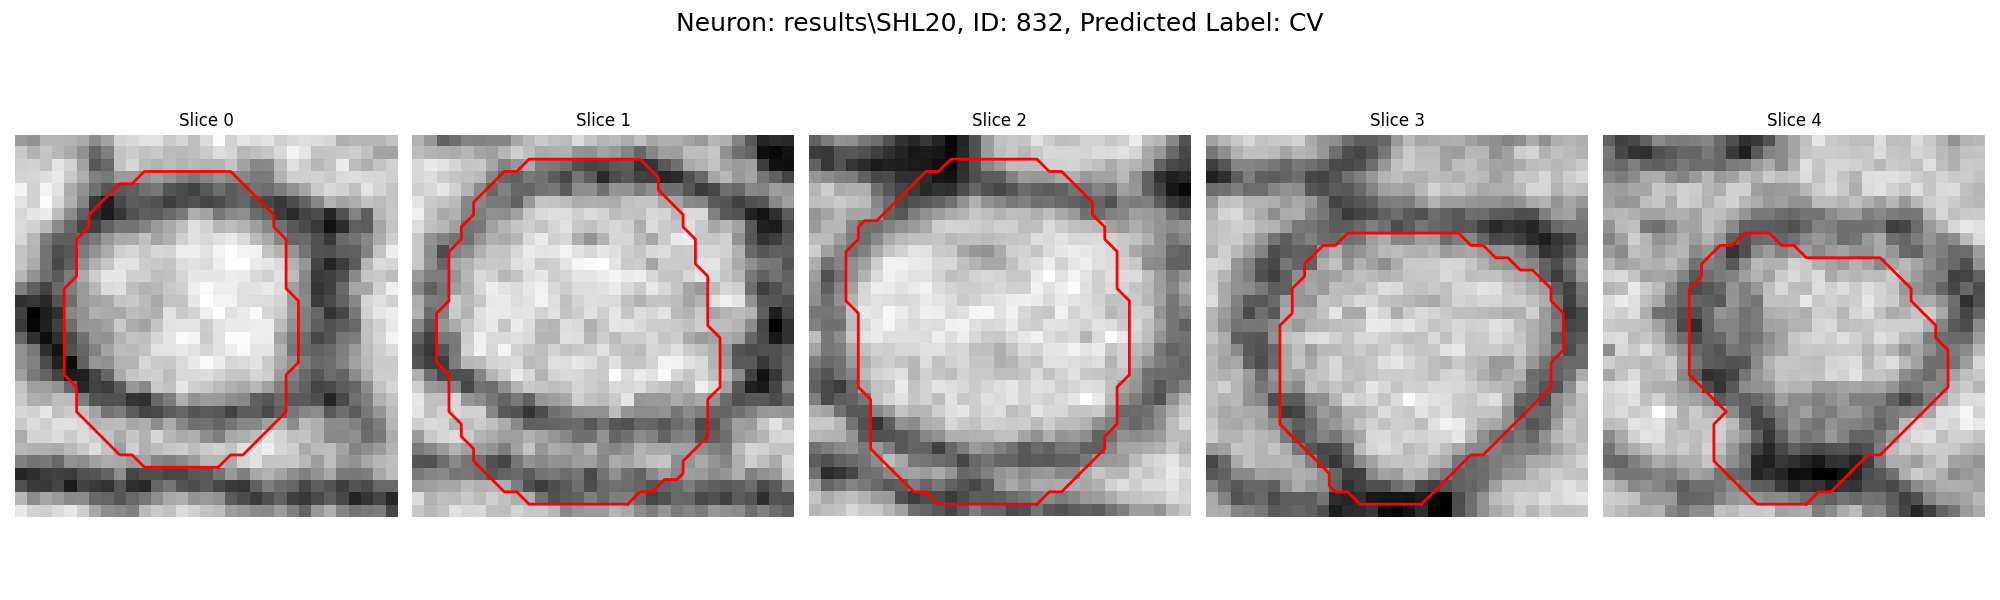 Neuron: results\SHL20, ID: 832, Predicted Label: CV
Slice 0
Slice 1
Slice 2
Slice 3
Slice 4